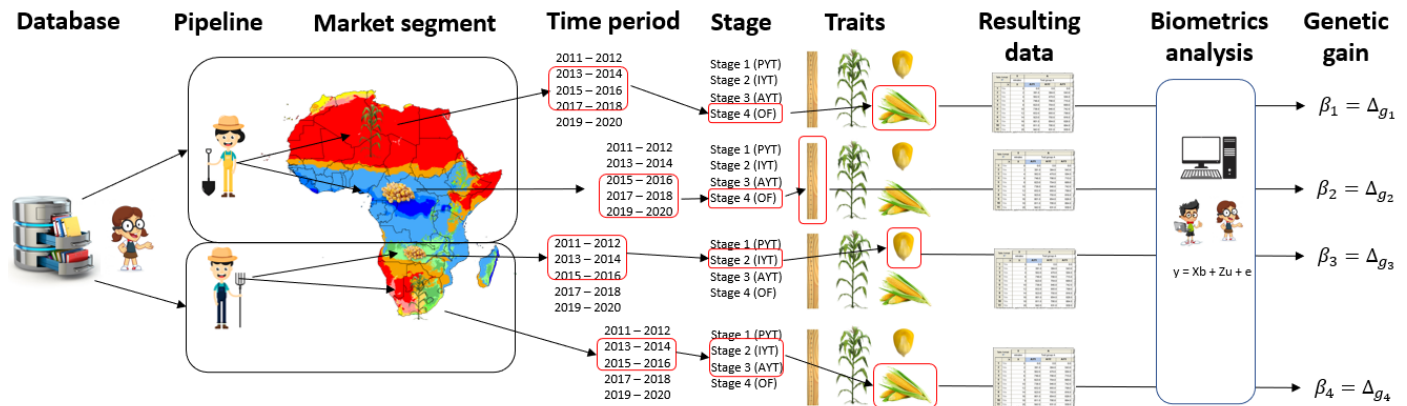 Database
Pipeline
Market segment
Time period
Stage
Traits
Resulting
data
Biometrics
analysis
Genetic
gain
2011 – 2012
2013 – 2014
2015 – 2016
2017 – 2018
2019 – 2020
Stage 1 (PYT)
Stage 2 (IYT)
Stage 3 (AYT)
Stage 4 (OF)
β1 = Δg1
2011 – 2012
2013 – 2014
2015 – 2016
2017 – 2018
2019 – 2020
Stage 1 (PYT)
Stage 2 (IYT)
Stage 3 (AYT)
Stage 4 (OF)
β2 = Δg2
2011 – 2012
2013 – 2014
2015 – 2016
2017 – 2018
2019 – 2020
Stage 1 (PYT)
Stage 2 (IYT)
Stage 3 (AYT)
Stage 4 (OF)
y = Xb + Zu + e
β3 = Δg3
2011 – 2012
2013 – 2014
2015 – 2016
2017 – 2018
2019 – 2020
Stage 1 (PYT)
Stage 2 (IYT)
Stage 3 (AYT)
Stage 4 (OF)
β4 = Δg4